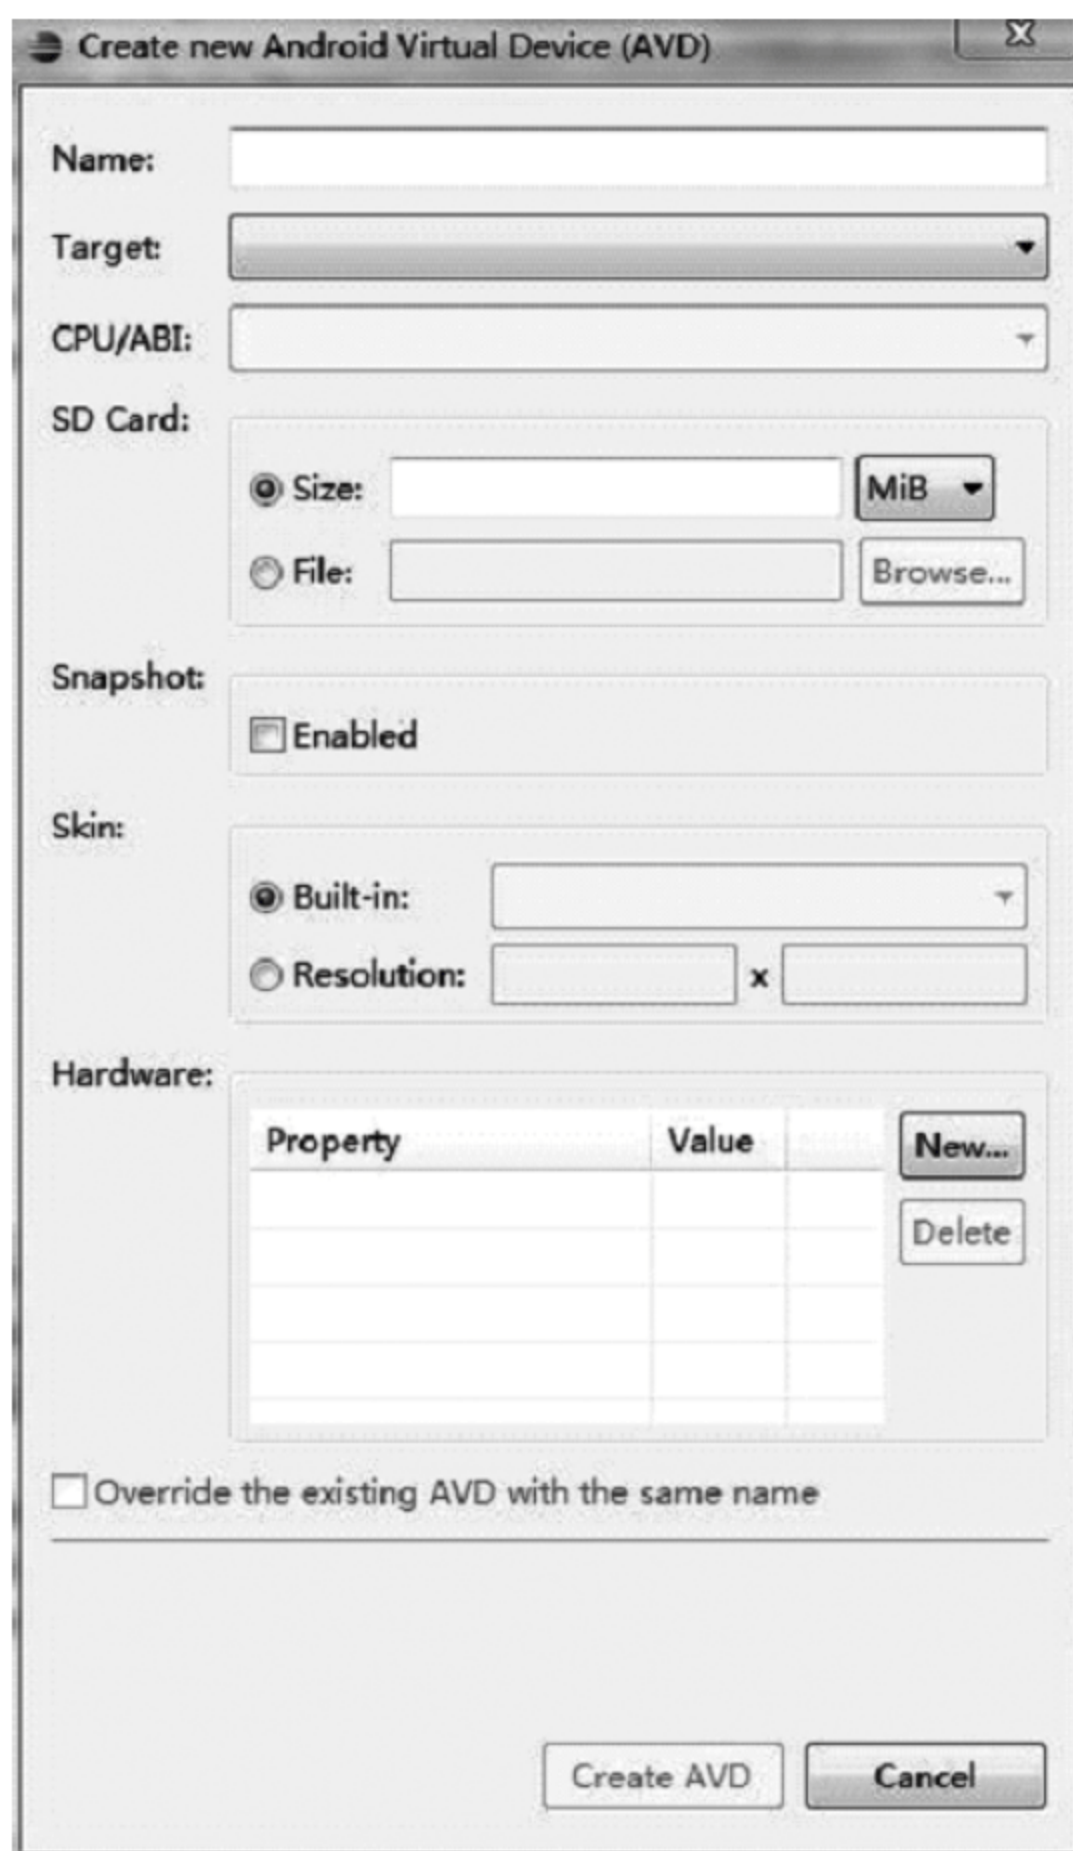 Create new Android Virtual Device (AVD)
Name:
Target:
CPU/ABI:
SD Card:
Size: MiB
File: Browse...
Snapshot:
Enabled
Skin:
Built-in:
Resolution: x
Hardware:
Property Value New...
Delete
Override the existing AVD with the same name
Create AVD Cancel